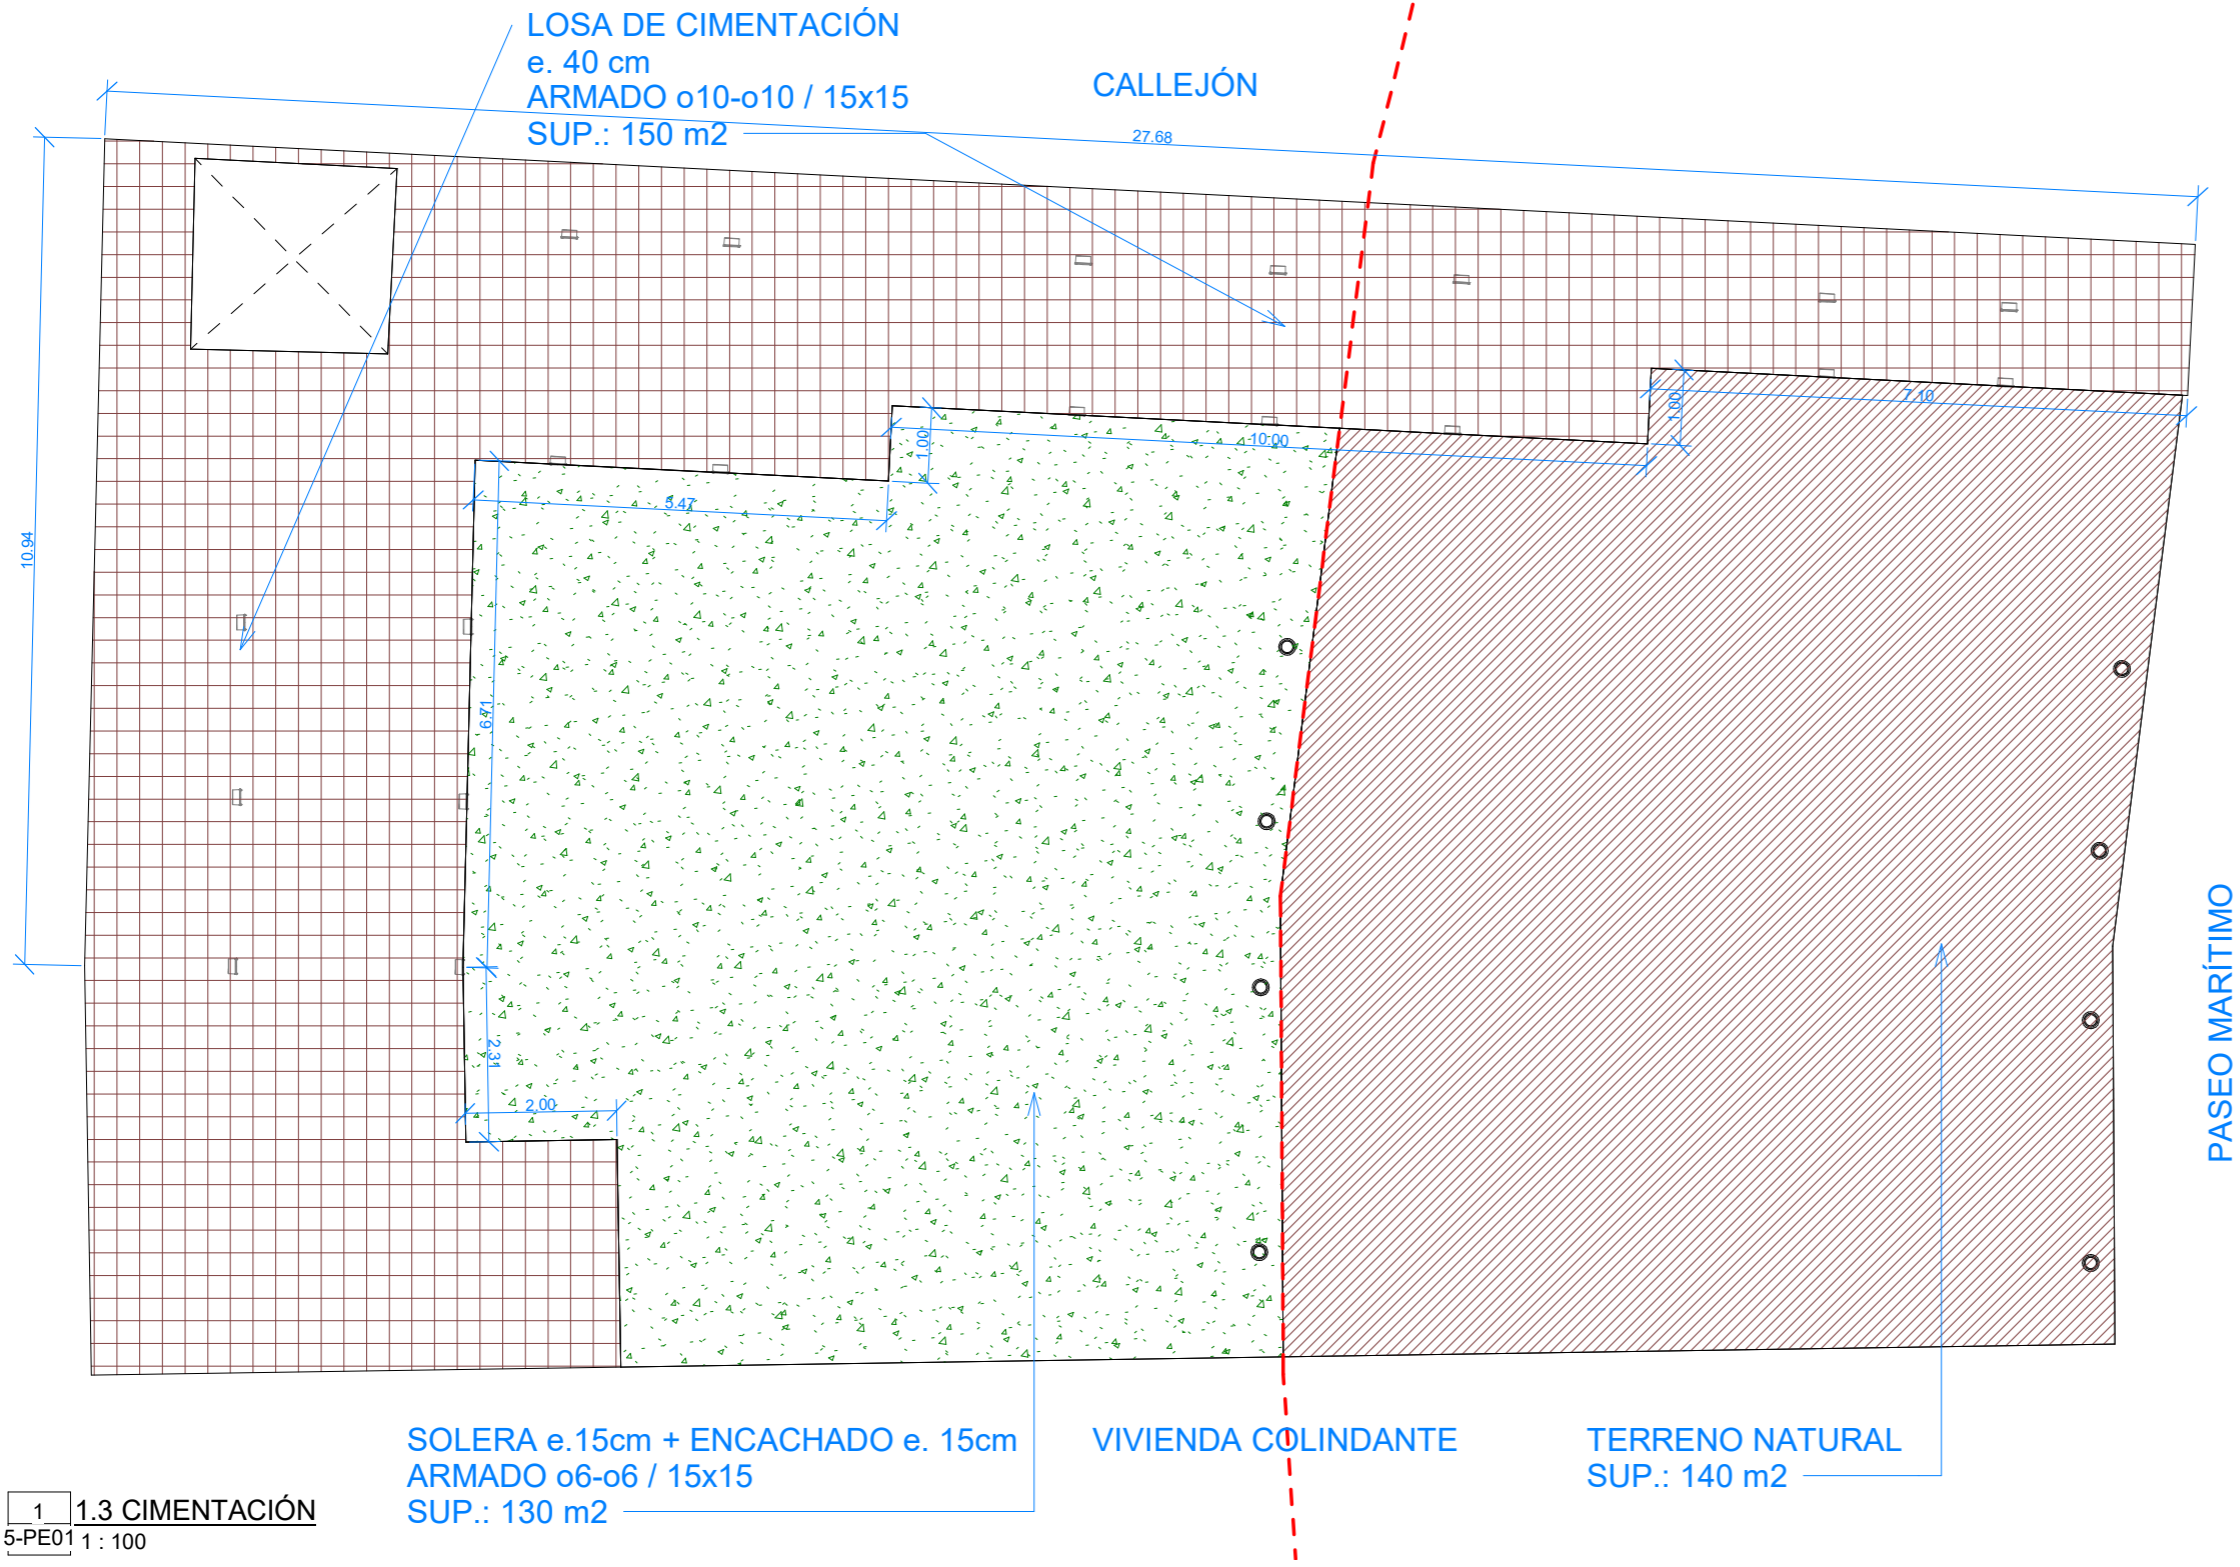 LOSA DE CIMENTACIÓN
e. 40 cm
ARMADO o10-o10 / 15x15
SUP.: 150 m2
CALLEJÓN
27.68
10.94
1.00
7.10
1.00
10.00
5.47
6.71
2.31
2.00
PASEO MARÍTIMO
SOLERA e.15cm + ENCACHADO e. 15cm
ARMADO o6-o6 / 15x15
SUP.: 130 m2
VIVIENDA COLINDANTE
TERRENO NATURAL
SUP.: 140 m2
1
1.3 CIMENTACIÓN
5-PE01
1 : 100